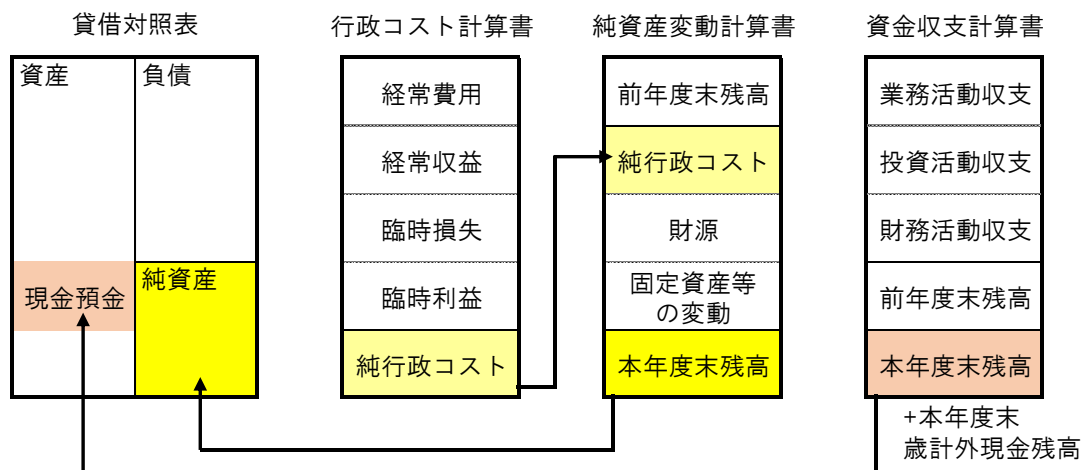 貸借対照表
資産
負債
現金預金
純資産
行政コスト計算書
経常費用
経常収益
臨時損失
臨時利益
純行政コスト
純資産変動計算書
前年度末残高
純行政コスト
財源
固定資産等
の変動
本年度末残高
資金収支計算書
業務活動収支
投資活動収支
財務活動収支
前年度末残高
本年度末残高
+本年度末
歳計外現金残高